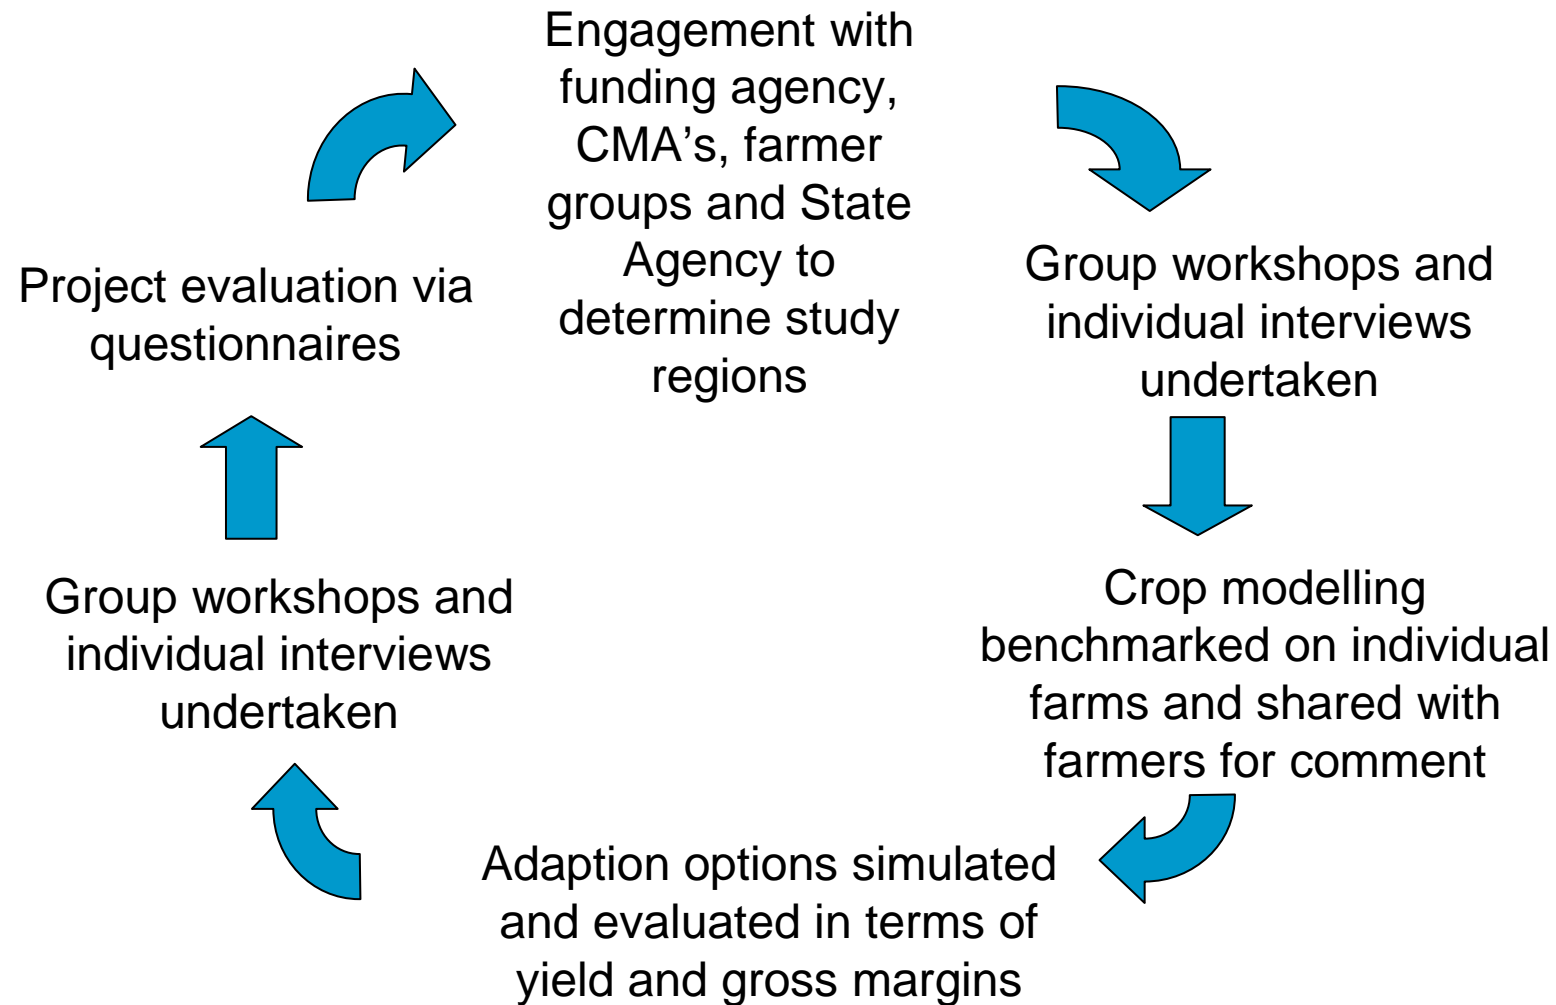 Engagement with
funding agency,
CMA’s, farmer
groups and State
Agency to
determine study
regions
Group workshops and
individual interviews
undertaken
Crop modelling
benchmarked on individual
farms and shared with
farmers for comment
Adaption options simulated
and evaluated in terms of
yield and gross margins
Group workshops and
individual interviews
undertaken
Project evaluation via
questionnaires